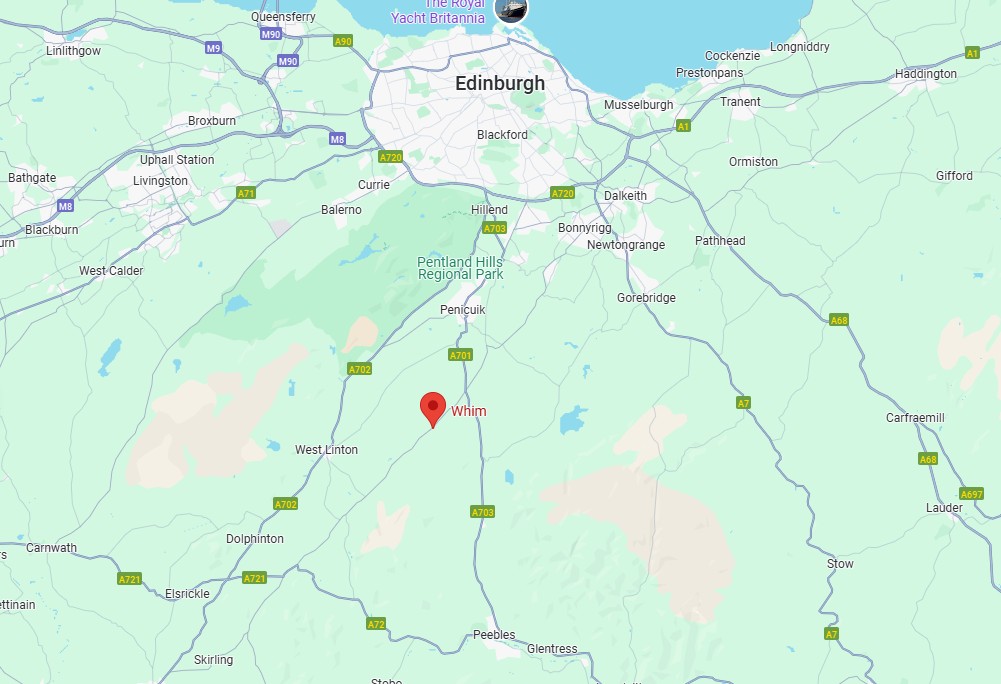 The Royal
Yacht Britannia
Queensferry
M90
A90
M9
Linlithgow
M90
Longniddry
Cockenzie
A1
Prestonpans
Haddington
Edinburgh
Musselburgh
Tranent
Broxburn
A1
M8
Blackford
Uphall Station
A720
Ormiston
Bathgate
Livingston
Currie
Gifford
A71
A720
Dalkeith
M8
Balerno
Hillend
Blackburn
A703
Bonnyrigg
urn
Newtongrange
Pathhead
Pentland Hills
Regional Park
West Calder
Gorebridge
Penicuik
A68
A701
A702
A7
Whim
Carfraemill
West Linton
A68
A697
A702
A703
Lauder
Dolphinton
Carnwath
rs
Stow
A721
A721
Elsrickle
ettinain
A72
A7
Peebles
Glentress
Skirling
Stobo